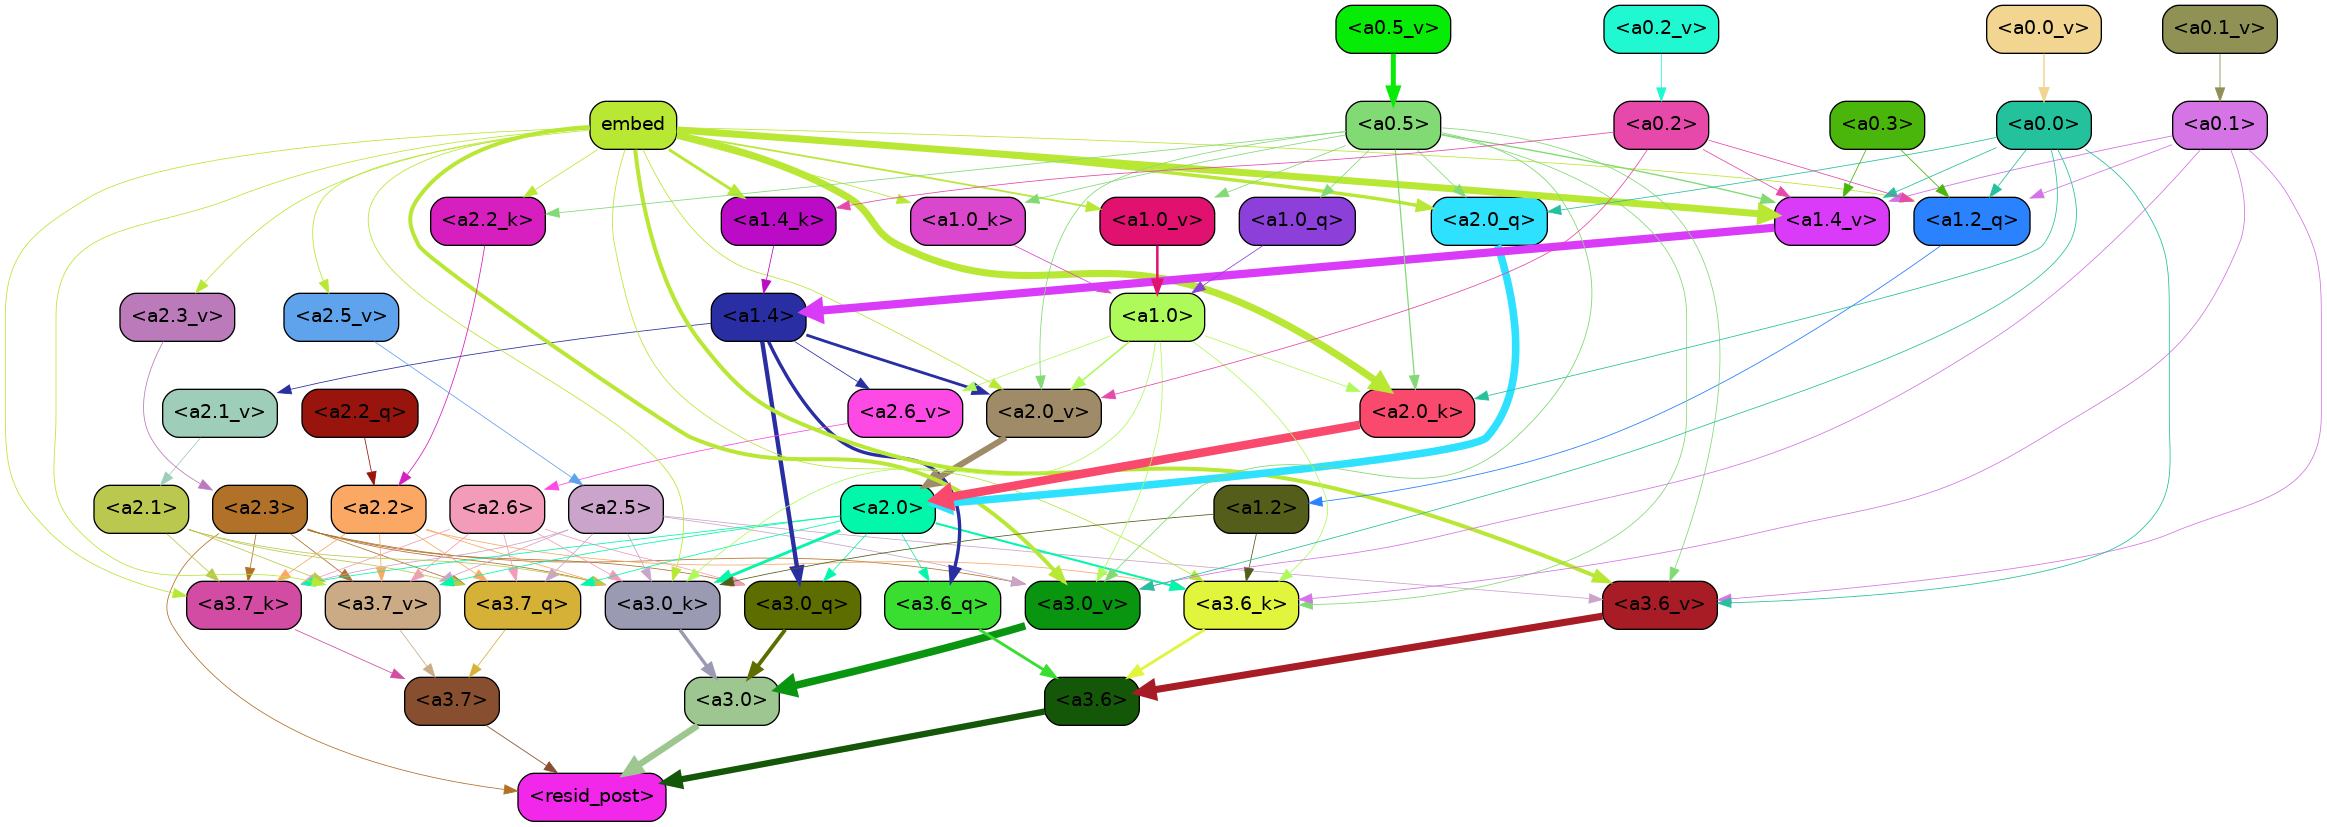 <a0.5_v> <a0.2_v> <a0.0_v> <a0.1_v>
embed <a0.5> <a0.2> <a0.3> <a0.0> <a0.1>
<a2.2_k> <a1.4_k> <a1.0_k> <a1.0_v> <a1.0_q> <a2.0_q> <a1.4_v> <a1.2_q>
<a2.3_v> <a2.5_v> <a1.4> <a1.0>
<a2.1_v> <a2.2_q> <a2.6_v> <a2.0_v> <a2.0_k>
<a2.1> <a2.3> <a2.2> <a2.6> <a2.5> <a2.0> <a1.2>
<a3.7_k> <a3.7_v> <a3.7_q> <a3.0_k> <a3.0_q> <a3.6_q> <a3.0_v> <a3.6_k> <a3.6_v>
<a3.7> <a3.0> <a3.6>
<resid_post>